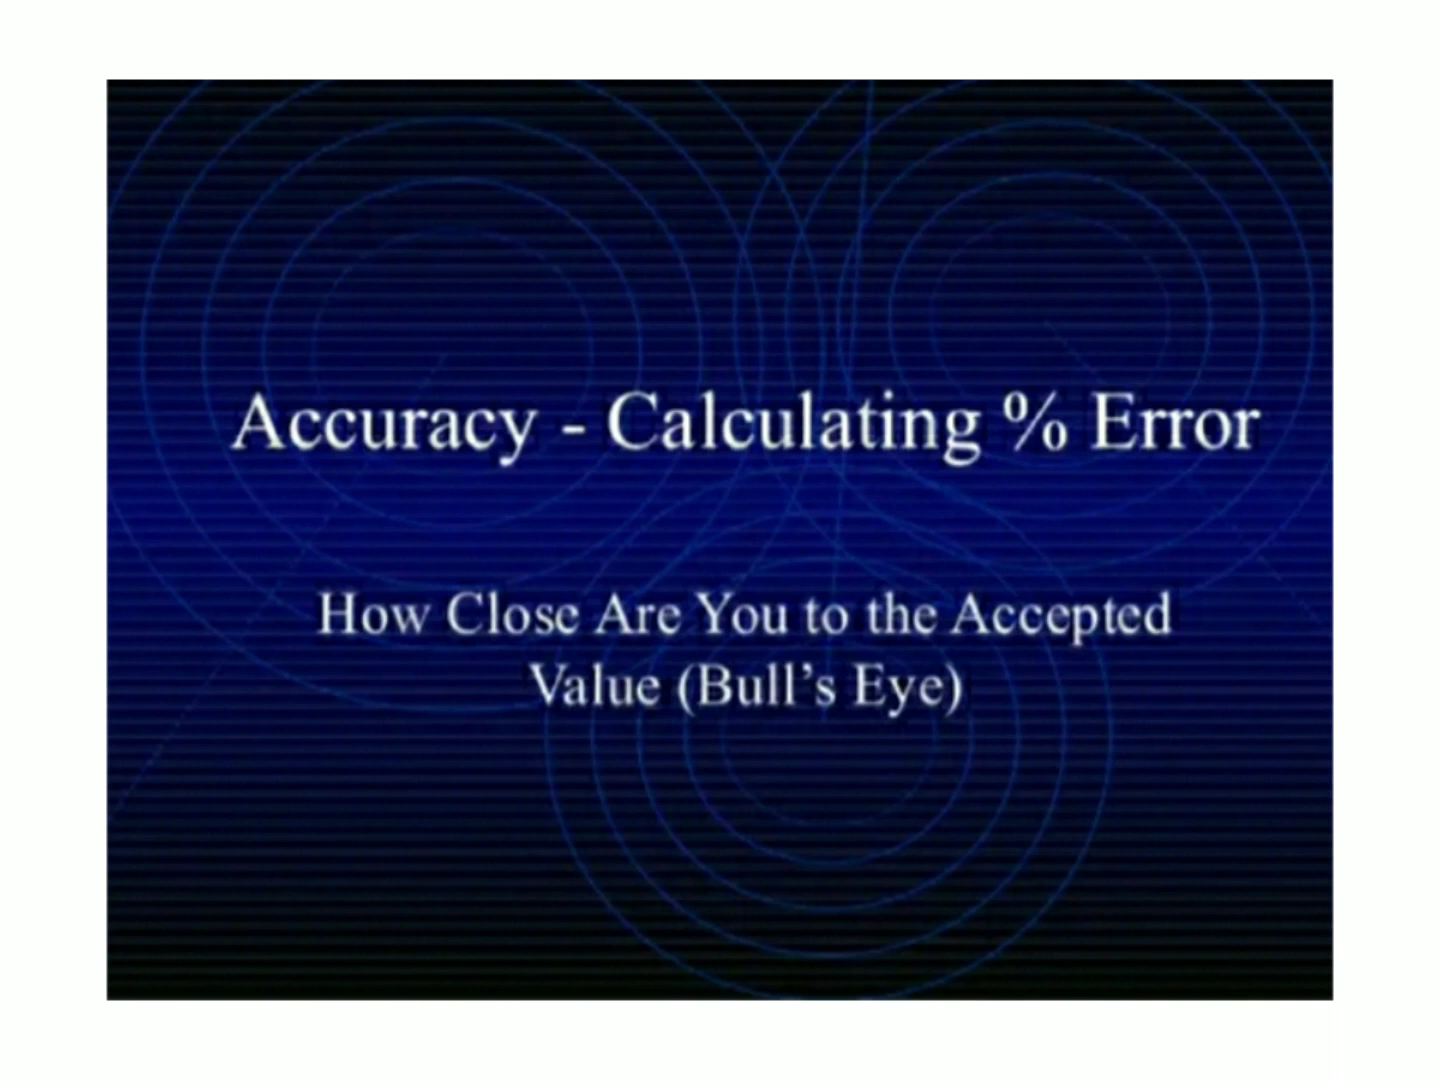 Accuracy - Calculating % Error
How Close Are You to the Accepted
Value (Bull's Eye)